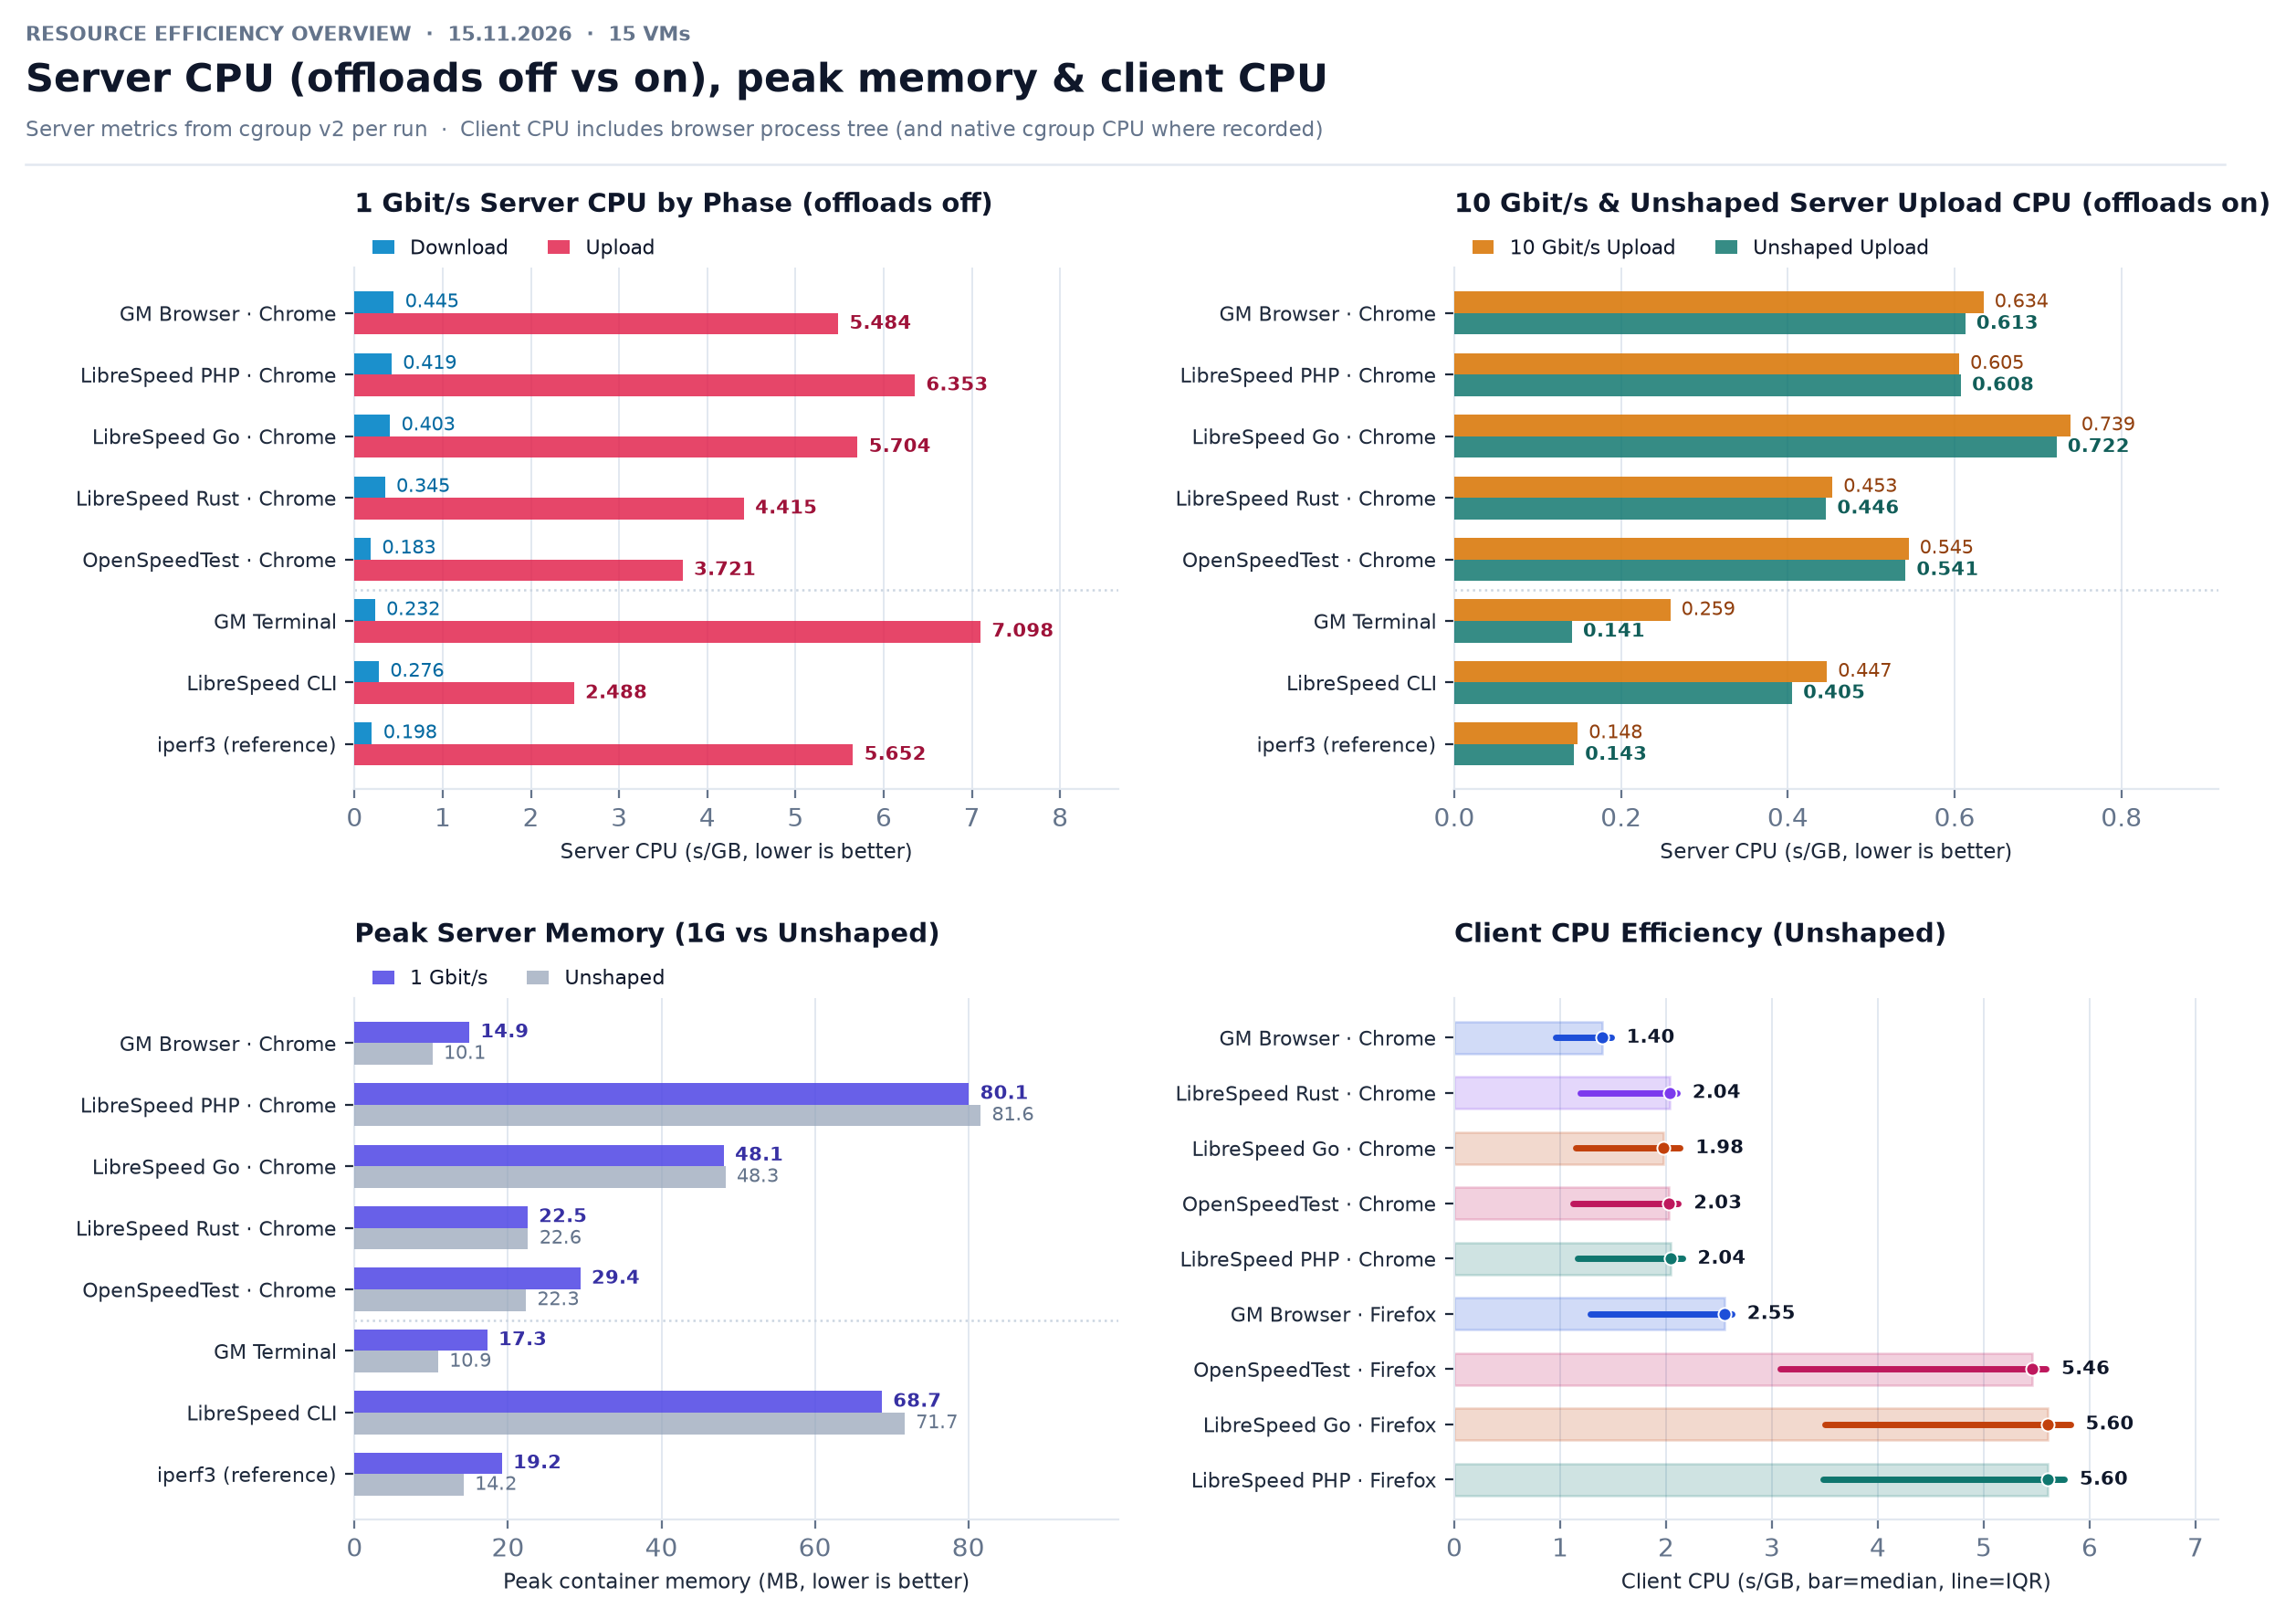 RESOURCE EFFICIENCY OVERVIEW · 15.11.2026 · 15 VMs
Server CPU (offloads off vs on), peak memory & client CPU
Server metrics from cgroup v2 per run · Client CPU includes browser process tree (and native cgroup CPU where recorded)
1 Gbit/s Server CPU by Phase (offloads off)
Download Upload
GM Browser · Chrome 0.445 5.484
LibreSpeed PHP · Chrome 0.419 6.353
LibreSpeed Go · Chrome 0.403 5.704
LibreSpeed Rust · Chrome 0.345 4.415
OpenSpeedTest · Chrome 0.183 3.721
GM Terminal 0.232 7.098
LibreSpeed CLI 0.276 2.488
iperf3 (reference) 0.198 5.652
0 1 2 3 4 5 6 7 8
Server CPU (s/GB, lower is better)
10 Gbit/s & Unshaped Server Upload CPU (offloads on)
10 Gbit/s Upload Unshaped Upload
GM Browser · Chrome 0.634 0.613
LibreSpeed PHP · Chrome 0.605 0.608
LibreSpeed Go · Chrome 0.739 0.722
LibreSpeed Rust · Chrome 0.453 0.446
OpenSpeedTest · Chrome 0.545 0.541
GM Terminal 0.259 0.141
LibreSpeed CLI 0.447 0.405
iperf3 (reference) 0.148 0.143
0.0 0.2 0.4 0.6 0.8
Server CPU (s/GB, lower is better)
Peak Server Memory (1G vs Unshaped)
1 Gbit/s Unshaped
GM Browser · Chrome 14.9 10.1
LibreSpeed PHP · Chrome 80.1 81.6
LibreSpeed Go · Chrome 48.1 48.3
LibreSpeed Rust · Chrome 22.5 22.6
OpenSpeedTest · Chrome 29.4 22.3
GM Terminal 17.3 10.9
LibreSpeed CLI 68.7 71.7
iperf3 (reference) 19.2 14.2
0 20 40 60 80
Peak container memory (MB, lower is better)
Client CPU Efficiency (Unshaped)
GM Browser · Chrome 1.40
LibreSpeed Rust · Chrome 2.04
LibreSpeed Go · Chrome 1.98
OpenSpeedTest · Chrome 2.03
LibreSpeed PHP · Chrome 2.04
GM Browser · Firefox 2.55
OpenSpeedTest · Firefox 5.46
LibreSpeed Go · Firefox 5.60
LibreSpeed PHP · Firefox 5.60
0 1 2 3 4 5 6 7
Client CPU (s/GB, bar=median, line=IQR)